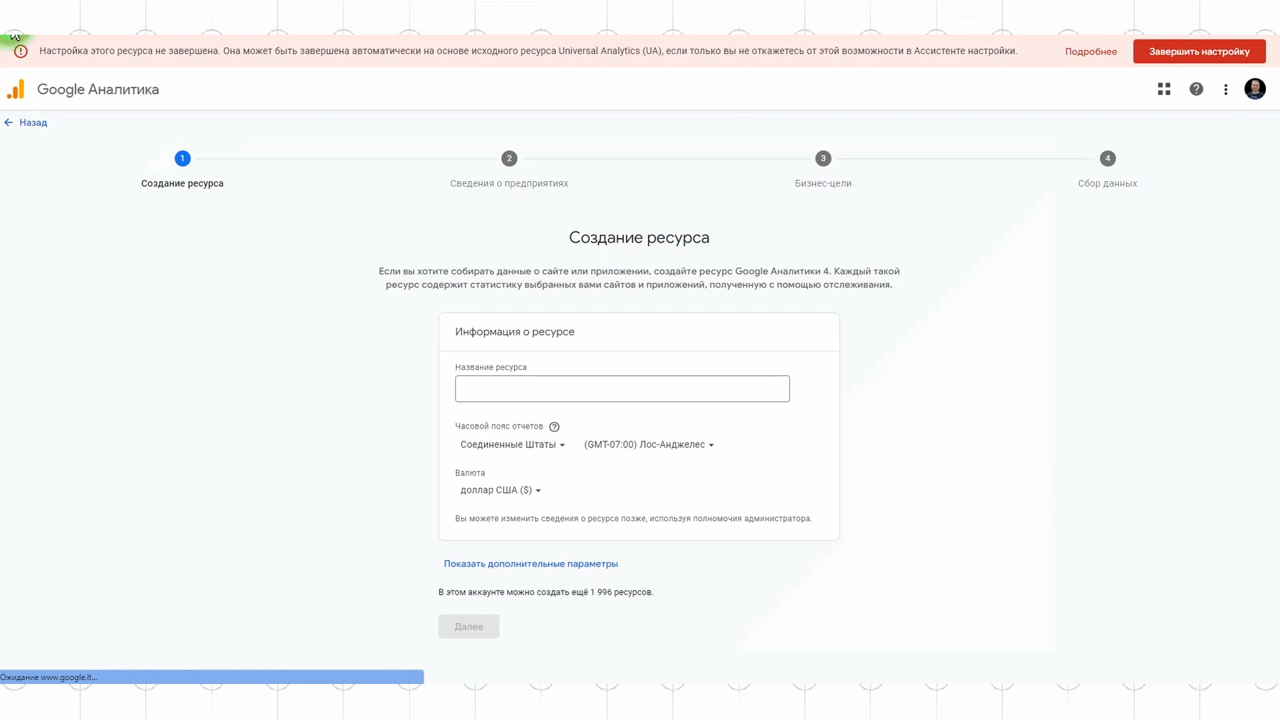 Настройка этого ресурса не завершена. Она может быть завершена автоматически на основе исходного ресурса Universal Analytics (UA), если только вы не откажетесь от этой возможности в Ассистенте настройки.
Подробнее
Завершить настройку
Google Аналитика
Назад
1
2
3
4
Создание ресурса
Сведения о предприятиях
Бизнес-цели
Сбор данных
Создание ресурса
Если вы хотите собирать данные о сайте или приложении, создайте ресурс Google Аналитики 4. Каждый такой
ресурс содержит статистику выбранных вами сайтов и приложений, полученную с помощью отслеживания.
Информация о ресурсе
Название ресурса
Часовой пояс отчетов
Соединенные Штаты
(GMT-07:00) Лос-Анджелес
Валюта
доллар США ($)
Вы можете изменить сведения о ресурсе позже, используя полномочия администратора.
Показать дополнительные параметры
В этом аккаунте можно создать ещё 1 996 ресурсов.
Далее
Ожидание www.google.lt...